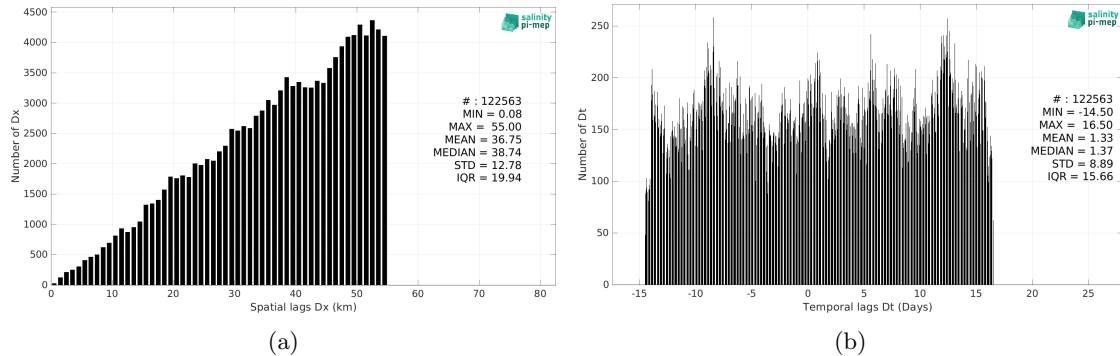 salinity
pi-mep
Number of Dx
4500
4000
3500
3000
2500
2000
1500
1000
500
0
# : 122563
MIN = 0.08
MAX = 55.00
MEAN = 36.75
MEDIAN = 38.74
STD = 12.78
IQR = 19.94
0 10 20 30 40 50 60 70 80
Spatial lags Dx (km)
(a)
salinity
pi-mep
Number of Dt
250
200
150
100
50
0
# : 122563
MIN = -14.50
MAX = 16.50
MEAN = 1.33
MEDIAN = 1.37
STD = 8.89
IQR = 15.66
-15 -10 -5 0 5 10 15 20 25
Temporal lags Dt (Days)
(b)